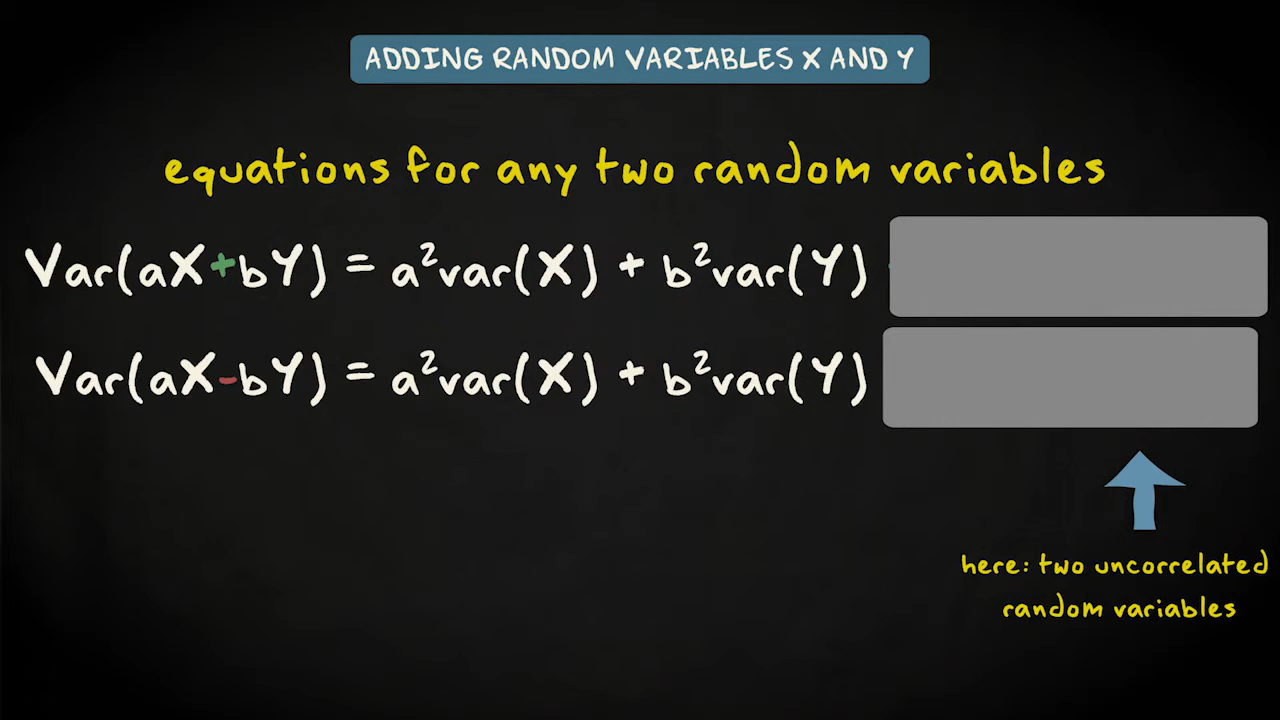 ADDING RANDOM VARIABLES X AND Y
equations for any two random variables
Var(aX+bY) = a²var(X) + b²var(Y)
Var(aX-bY) = a²var(X) + b²var(Y)
here: two uncorrelated
random variables